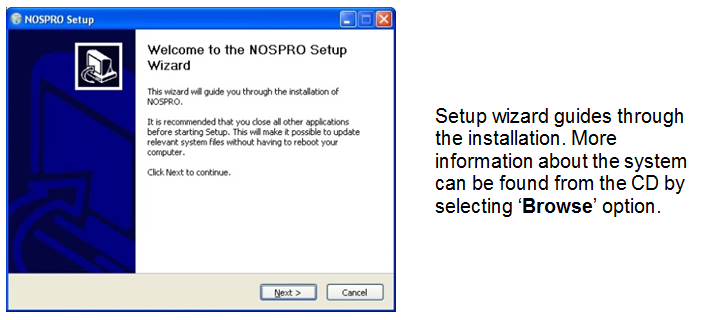 NOSPRO Setup
Welcome to the NOSPRO Setup
Wizard
This wizard will guide you through the installation of
NOSPRO.
It is recommended that you close all other applications
before starting Setup. This will make it possible to update
relevant system files without having to reboot your
computer.
Click Next to continue.
Next >
Cancel
Setup wizard guides through
the installation. More
information about the system
can be found from the CD by
selecting ‘Browse’ option.